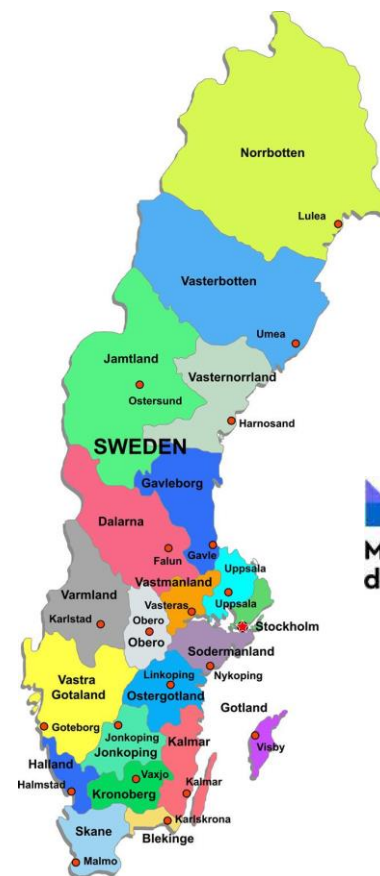 Norrbotten
Lulea
Vasterbotten
Umea
Jamtland
Vasternorrland
Ostersund
Harnosand
SWEDEN
Gavleborg
Dalarna
Falun
Gavle
Uppsala
Vastmanland
Varmland
Uppsala
Vasteras
Obero
Karlstad
Stockholm
Obero
Sodermanland
Vastra
Gotaland
Linkoping
Nykoping
Ostergotland
Gotland
Goteborg
Jonkoping
Jonkoping
Kalmar
Visby
Halland
Vaxjo
Halmstad
Kronoberg
Kalmar
Skane
Karlskrona
Blekinge
Malmo